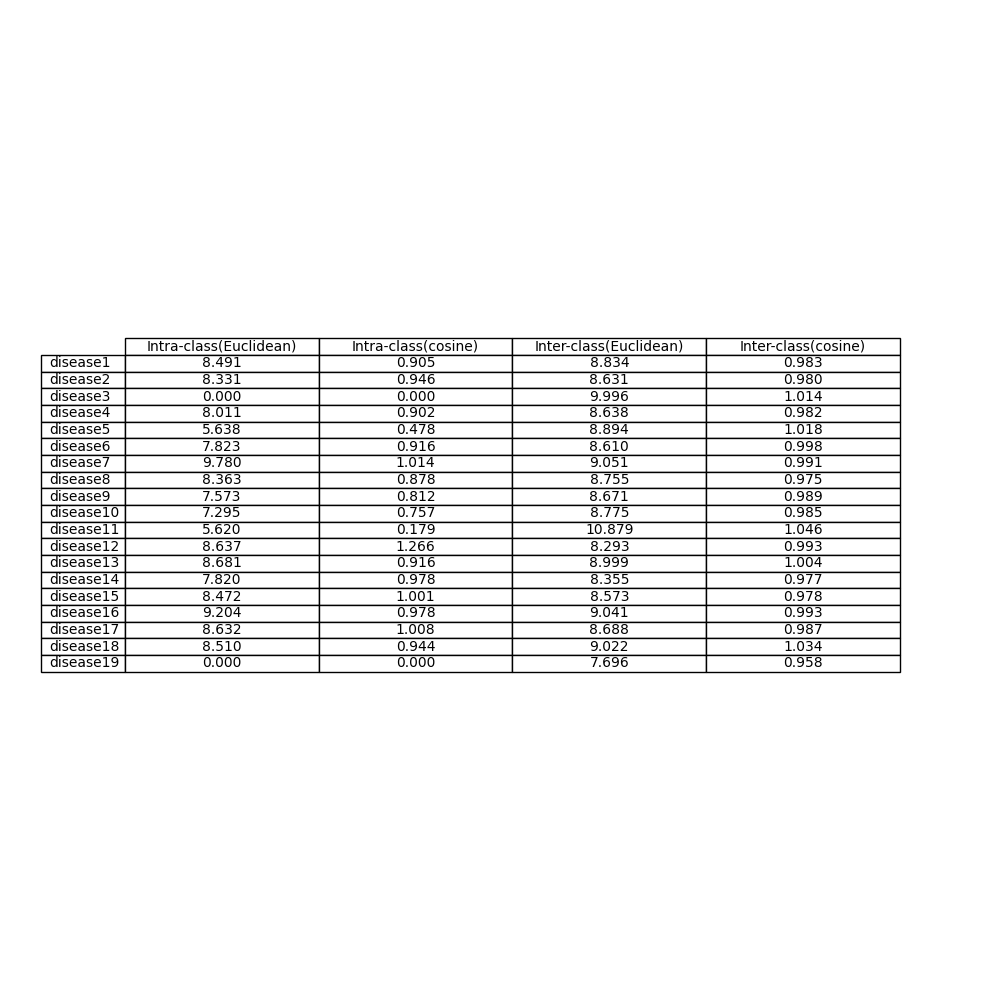 Intra-class(Euclidean) Intra-class(cosine) Inter-class(Euclidean) Inter-class(cosine)
disease1 8.491 0.905 8.834 0.983
disease2 8.331 0.946 8.631 0.980
disease3 0.000 0.000 9.996 1.014
disease4 8.011 0.902 8.638 0.982
disease5 5.638 0.478 8.894 1.018
disease6 7.823 0.916 8.610 0.998
disease7 9.780 1.014 9.051 0.991
disease8 8.363 0.878 8.755 0.975
disease9 7.573 0.812 8.671 0.989
disease10 7.295 0.757 8.775 0.985
disease11 5.620 0.179 10.879 1.046
disease12 8.637 1.266 8.293 0.993
disease13 8.681 0.916 8.999 1.004
disease14 7.820 0.978 8.355 0.977
disease15 8.472 1.001 8.573 0.978
disease16 9.204 0.978 9.041 0.993
disease17 8.632 1.008 8.688 0.987
disease18 8.510 0.944 9.022 1.034
disease19 0.000 0.000 7.696 0.958